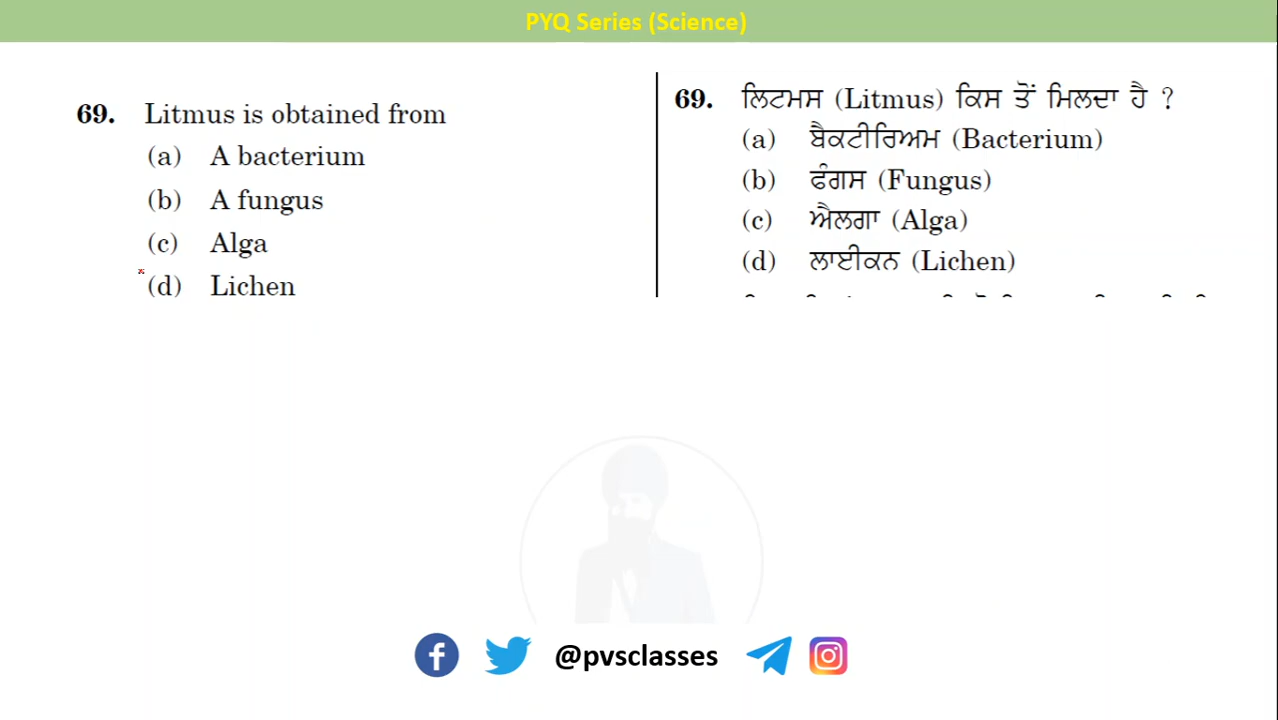 PYQ Series (Science)
69. Litmus is obtained from
(a) A bacterium
(b) A fungus
(c) Alga
(d) Lichen
69. ਲਿਟਮਸ (Litmus) ਕਿਸ ਤੋਂ ਮਿਲਦਾ ਹੈ ?
(a) ਬੈਕਟੀਰਿਅਮ (Bacterium)
(b) ਫੰਗਸ (Fungus)
(c) ਐਲਗਾ (Alga)
(d) ਲਾਈਕਨ (Lichen)
@pvsclasses